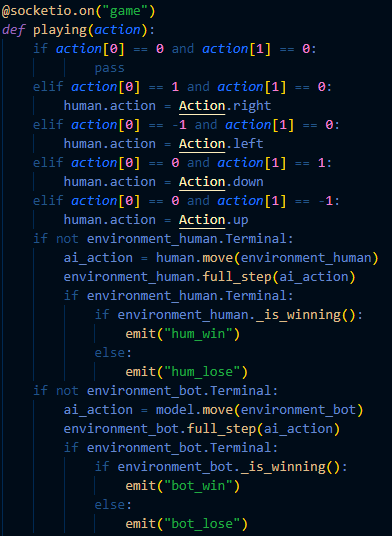 @socketio.on("game")
def playing(action):
    if action[0] == 0 and action[1] == 0:
            pass
    elif action[0] == 1 and action[1] == 0:
        human.action = Action.right
    elif action[0] == -1 and action[1] == 0:
        human.action = Action.left
    elif action[0] == 0 and action[1] == 1:
        human.action = Action.down
    elif action[0] == 0 and action[1] == -1:
        human.action = Action.up
    if not environment_human.Terminal:
        ai_action = human.move(environment_human)
        environment_human.full_step(ai_action)
        if environment_human.Terminal:
            if environment_human._is_winning():
                emit("hum_win")
            else:
                emit("hum_lose")
    if not environment_bot.Terminal:
        ai_action = model.move(environment_bot)
        environment_bot.full_step(ai_action)
        if environment_bot.Terminal:
            if environment_bot._is_winning():
                emit("bot_win")
            else:
                emit("bot_lose")